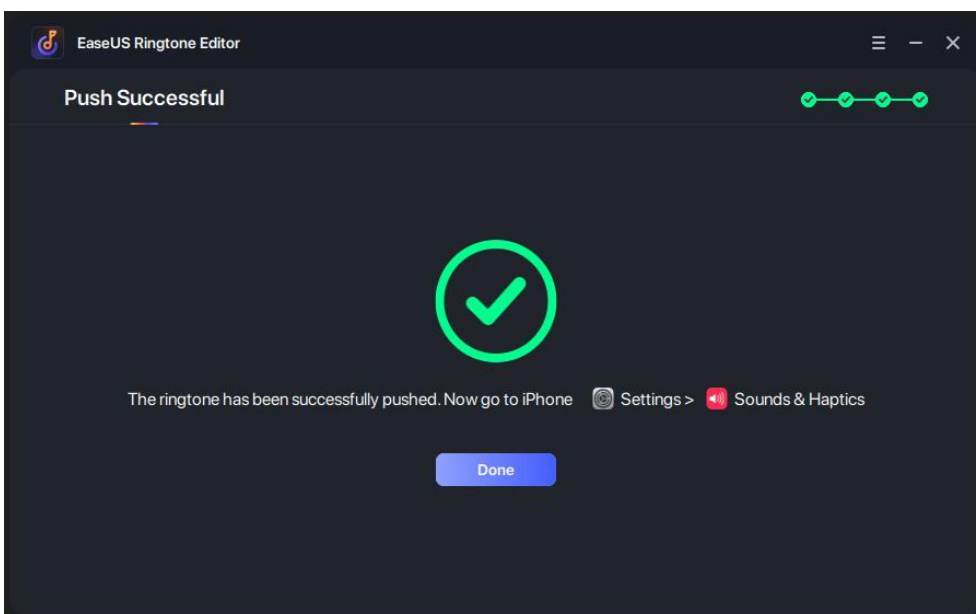 EaseUS Ringtone Editor
Push Successful
The ringtone has been successfully pushed. Now go to iPhone Settings > Sounds & Haptics
Done